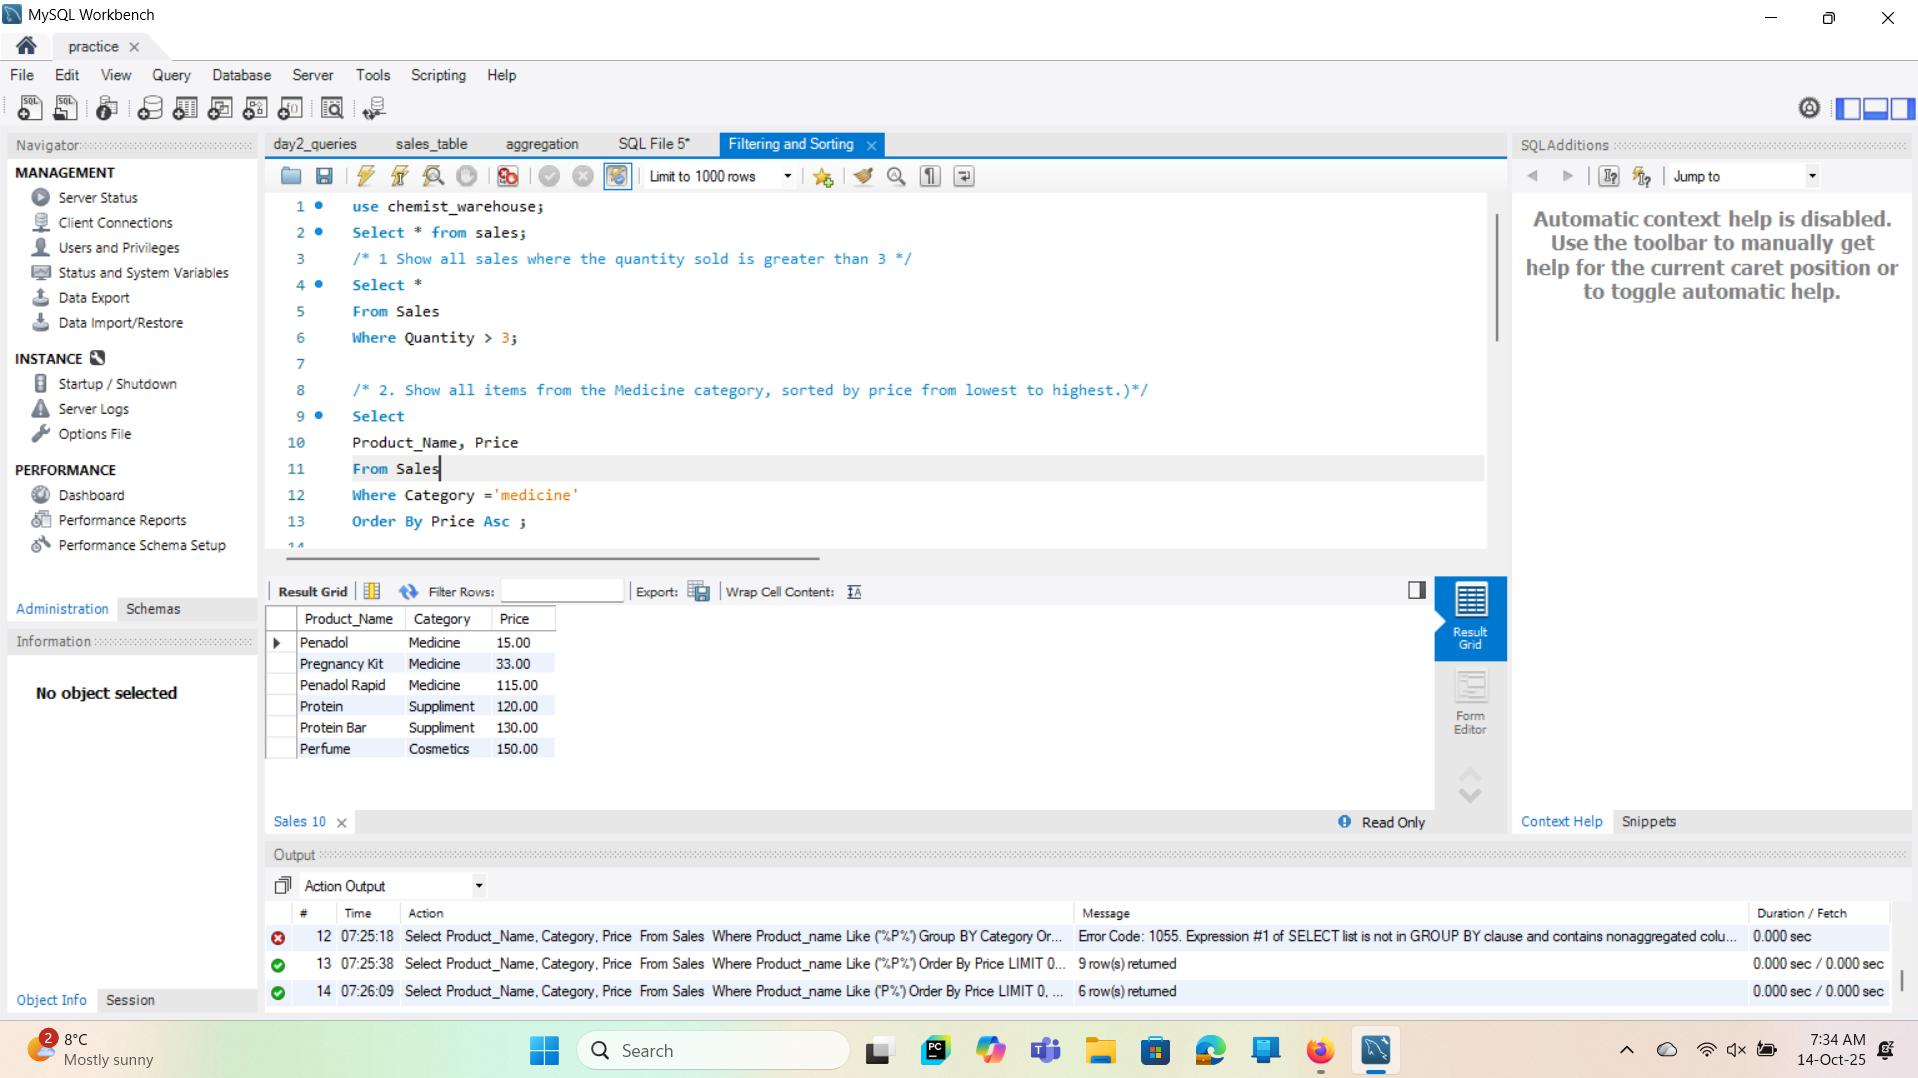 MySQL Workbench
practice
File Edit View Query Database Server Tools Scripting Help
Navigator
MANAGEMENT
Server Status
Client Connections
Users and Privileges
Status and System Variables
Data Export
Data Import/Restore
INSTANCE
Startup / Shutdown
Server Logs
Options File
PERFORMANCE
Dashboard
Performance Reports
Performance Schema Setup
Administration Schemas
Information
No object selected
Object Info Session
day2_queries sales_table aggregation SQL File 5* Filtering and Sorting
Limit to 1000 rows
1 use chemist_warehouse;
2 Select * from sales;
3 /* 1 Show all sales where the quantity sold is greater than 3 */
4 Select *
5 From Sales
6 Where Quantity > 3;
7
8 /* 2. Show all items from the Medicine category, sorted by price from lowest to highest.)*/
9 Select
10 Product_Name, Price
11 From Sales
12 Where Category ='medicine'
13 Order By Price Asc ;
14
Result Grid Filter Rows: Export: Wrap Cell Content:
Product_Name Category Price
Penadol Medicine 15.00
Pregnancy Kit Medicine 33.00
Penadol Rapid Medicine 115.00
Protein Suppliment 120.00
Protein Bar Suppliment 130.00
Perfume Cosmetics 150.00
Result
Grid
Form
Editor
Sales 10
Read Only
SQLAdditions
Jump to
Automatic context help is disabled.
Use the toolbar to manually get
help for the current caret position or
to toggle automatic help.
Context Help Snippets
Output
Action Output
# Time Action Message Duration / Fetch
12 07:25:18 Select Product_Name, Category, Price From Sales Where Product_name Like ('%P%') Group BY Category Or... Error Code: 1055. Expression #1 of SELECT list is not in GROUP BY clause and contains nonaggregated colu... 0.000 sec
13 07:25:38 Select Product_Name, Category, Price From Sales Where Product_name Like ('%P%') Order By Price LIMIT 0... 9 row(s) returned 0.000 sec / 0.000 sec
14 07:26:09 Select Product_Name, Category, Price From Sales Where Product_name Like ('P%') Order By Price LIMIT 0, ... 6 row(s) returned 0.000 sec / 0.000 sec
2
8°C
Mostly sunny
Search
7:34 AM
14-Oct-25